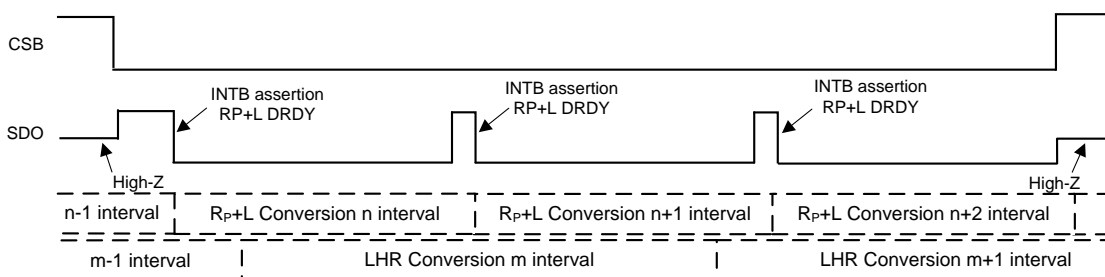 CSB
INTB assertion
RP+L DRDY
INTB assertion
RP+L DRDY
INTB assertion
RP+L DRDY
SDO
High-Z
High-Z
n-1 interval
RP+L Conversion n interval
RP+L Conversion n+1 interval
RP+L Conversion n+2 interval
m-1 interval
LHR Conversion m interval
LHR Conversion m+1 interval